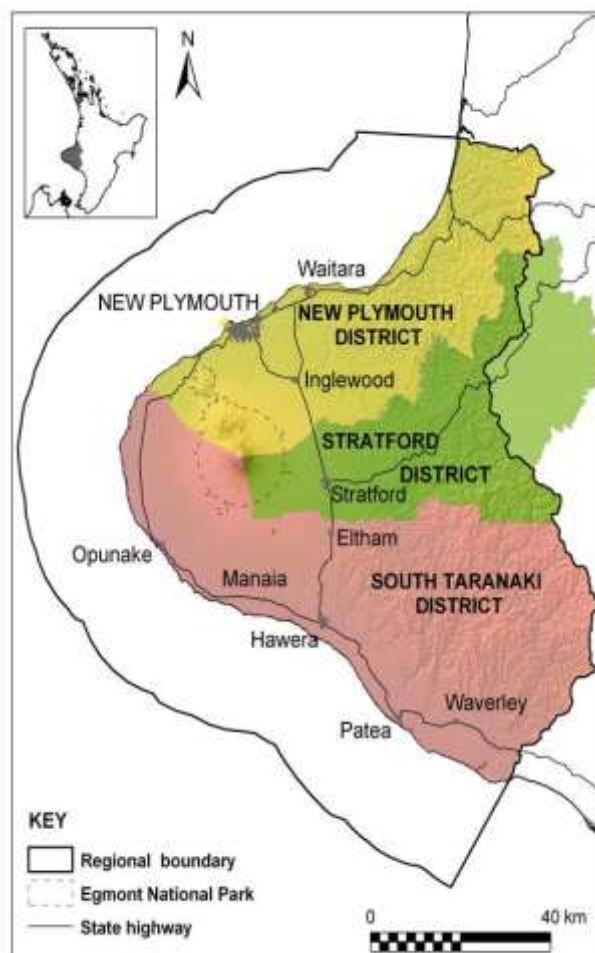 N
Waitara
NEW PLYMOUTH
NEW PLYMOUTH
DISTRICT
Inglewood
STRATFORD
DISTRICT
Stratford
Eltham
Opunake
Manaia
SOUTH TARANAKI
DISTRICT
Hawera
Waverley
Patea
KEY
Regional boundary
Egmont National Park
State highway
0
40 km